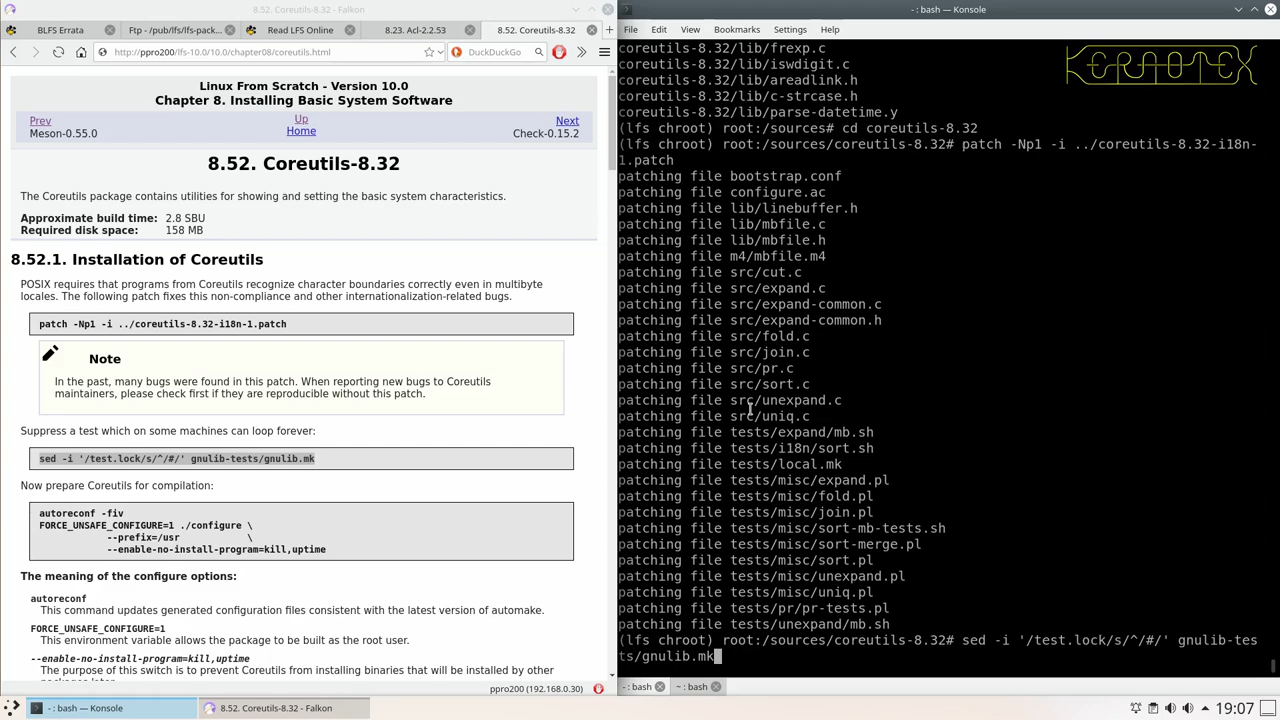 8.52. Coreutils-8.32 - Falkon
BLFS Errata
Ftp - /pub/lfs/lfs-pack...
Read LFS Online
8.23. Acl-2.2.53
8.52. Coreutils-8.32
http://ppro200/lfs-10.0/10.0/chapter08/coreutils.html
DuckDuckGo
Linux From Scratch - Version 10.0
Chapter 8. Installing Basic System Software
Prev
Up
Next
Meson-0.55.0
Home
Check-0.15.2
8.52. Coreutils-8.32
The Coreutils package contains utilities for showing and setting the basic system characteristics.
Approximate build time: 2.8 SBU
Required disk space: 158 MB
8.52.1. Installation of Coreutils
POSIX requires that programs from Coreutils recognize character boundaries correctly even in multibyte
locales. The following patch fixes this non-compliance and other internationalization-related bugs.
patch -Np1 -i ../coreutils-8.32-i18n-1.patch
Note
In the past, many bugs were found in this patch. When reporting new bugs to Coreutils
maintainers, please check first if they are reproducible without this patch.
Suppress a test which on some machines can loop forever:
sed -i '/test.lock/s/^/#/' gnulib-tests/gnulib.mk
Now prepare Coreutils for compilation:
autoreconf -fiv
FORCE_UNSAFE_CONFIGURE=1 ./configure \
--prefix=/usr \
--enable-no-install-program=kill,uptime
The meaning of the configure options:
autoreconf
This command updates generated configuration files consistent with the latest version of automake.
FORCE_UNSAFE_CONFIGURE=1
This environment variable allows the package to be built as the root user.
--enable-no-install-program=kill,uptime
The purpose of this switch is to prevent Coreutils from installing binaries that will be installed by other
ppro200 (192.168.0.30)
- : bash — Konsole
File Edit View Bookmarks Settings Help
KERAOTEX
coreutils-8.32/lib/frexp.c
coreutils-8.32/lib/iswdigit.c
coreutils-8.32/lib/areadlink.h
coreutils-8.32/lib/c-strcase.h
coreutils-8.32/lib/parse-datetime.y
(lfs chroot) root:/sources# cd coreutils-8.32
(lfs chroot) root:/sources/coreutils-8.32# patch -Np1 -i ../coreutils-8.32-i18n-
1.patch
patching file bootstrap.conf
patching file configure.ac
patching file lib/linebuffer.h
patching file lib/mbfile.c
patching file lib/mbfile.h
patching file m4/mbfile.m4
patching file src/cut.c
patching file src/expand.c
patching file src/expand-common.c
patching file src/expand-common.h
patching file src/fold.c
patching file src/join.c
patching file src/pr.c
patching file src/sort.c
patching file src/unexpand.c
patching file src/uniq.c
patching file tests/expand/mb.sh
patching file tests/i18n/sort.sh
patching file tests/local.mk
patching file tests/misc/expand.pl
patching file tests/misc/fold.pl
patching file tests/misc/join.pl
patching file tests/misc/sort-mb-tests.sh
patching file tests/misc/sort-merge.pl
patching file tests/misc/sort.pl
patching file tests/misc/unexpand.pl
patching file tests/misc/uniq.pl
patching file tests/pr/pr-tests.pl
patching file tests/unexpand/mb.sh
(lfs chroot) root:/sources/coreutils-8.32# sed -i '/test.lock/s/^/#/' gnulib-tes
ts/gnulib.mk
- : bash
~ : bash
- : bash — Konsole
8.52. Coreutils-8.32 - Falkon
19:07